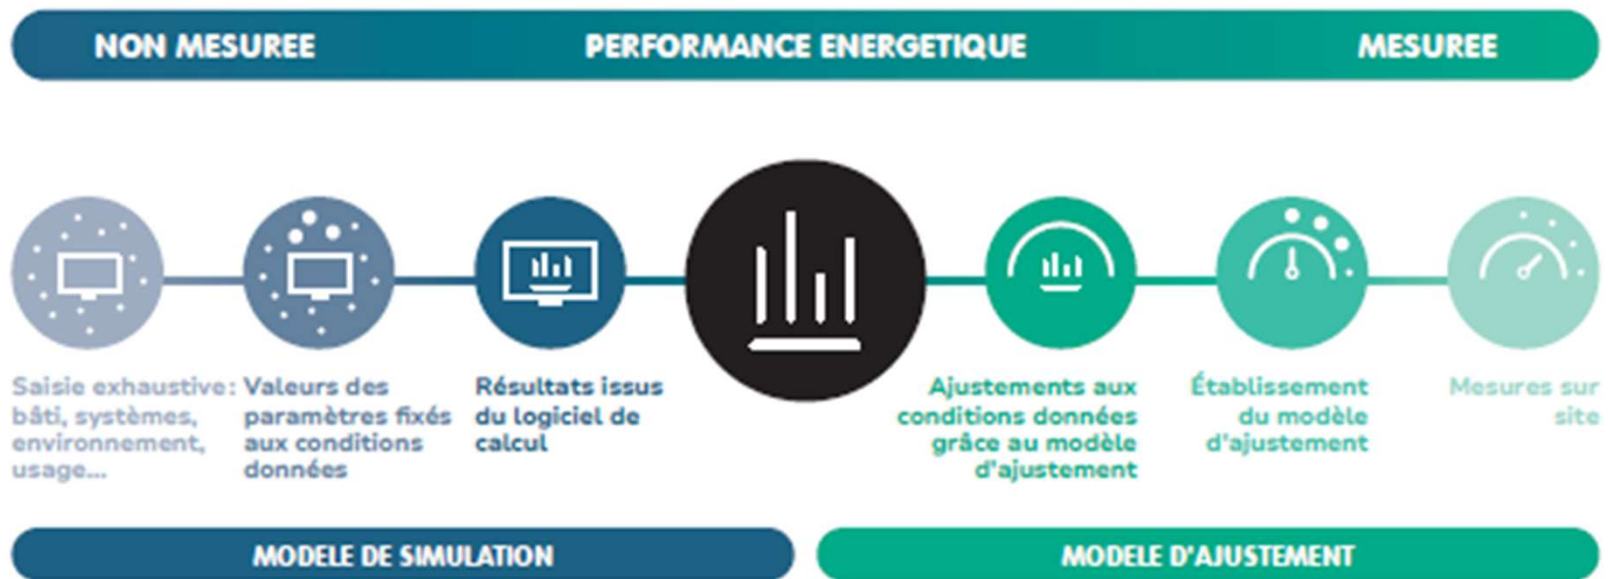 NON MESUREE
PERFORMANCE ENERGETIQUE
MESUREE
Saisie exhaustive:
bâti, systèmes,
environnement,
usage...
Valeurs des
paramètres fixés
aux conditions
données
Résultats issus
du logiciel de
calcul
Ajustements aux
conditions données
grâce au modèle
d'ajustement
Établissement
du modèle
d'ajustement
Mesures sur
site
MODELE DE SIMULATION
MODELE D'AJUSTEMENT